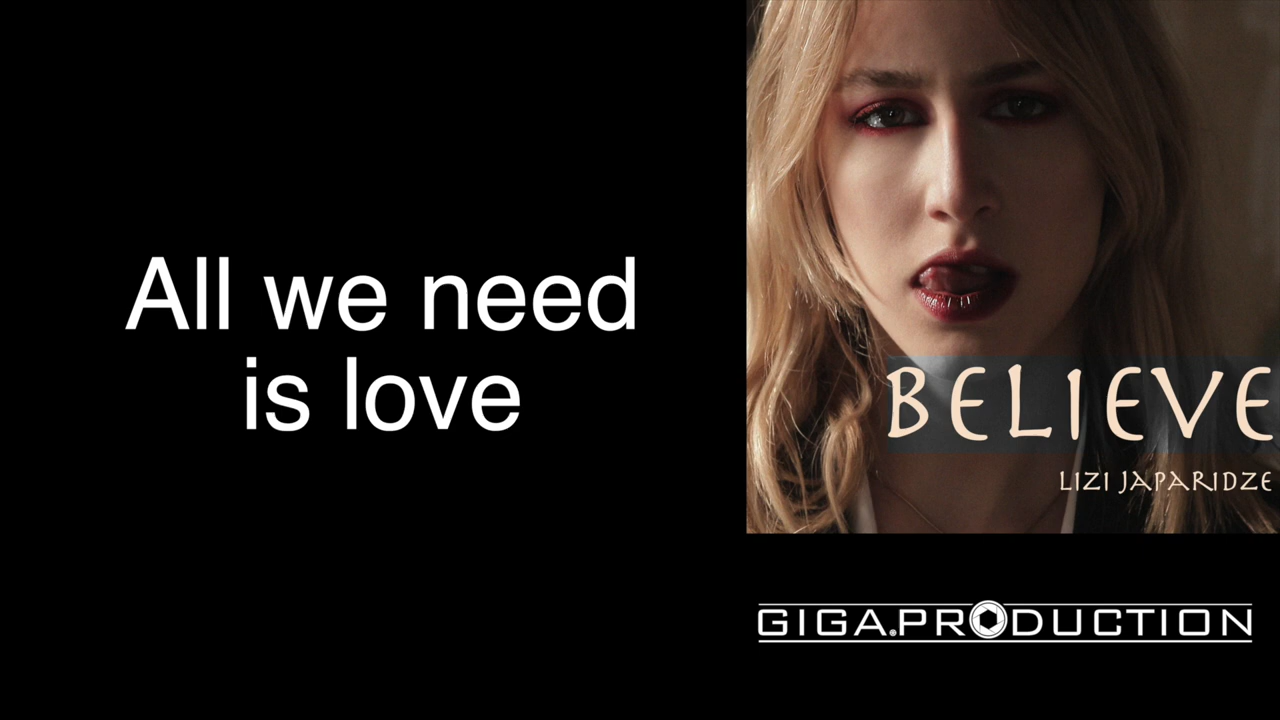 All we need
is love
BELIEVE
LIZI JAPARIDZE
GIGA.PRODUCTION